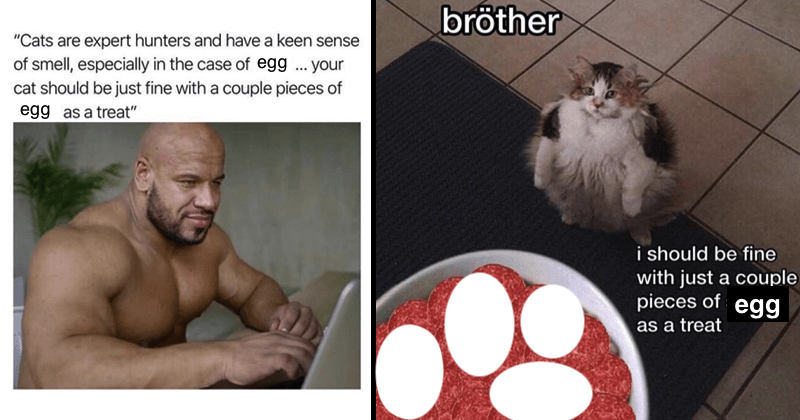 "Cats are expert hunters and have a keen sense
of smell, especially in the case of egg ... your
cat should be just fine with a couple pieces of
egg as a treat"
bröther
i should be fine
with just a couple
pieces of egg
as a treat